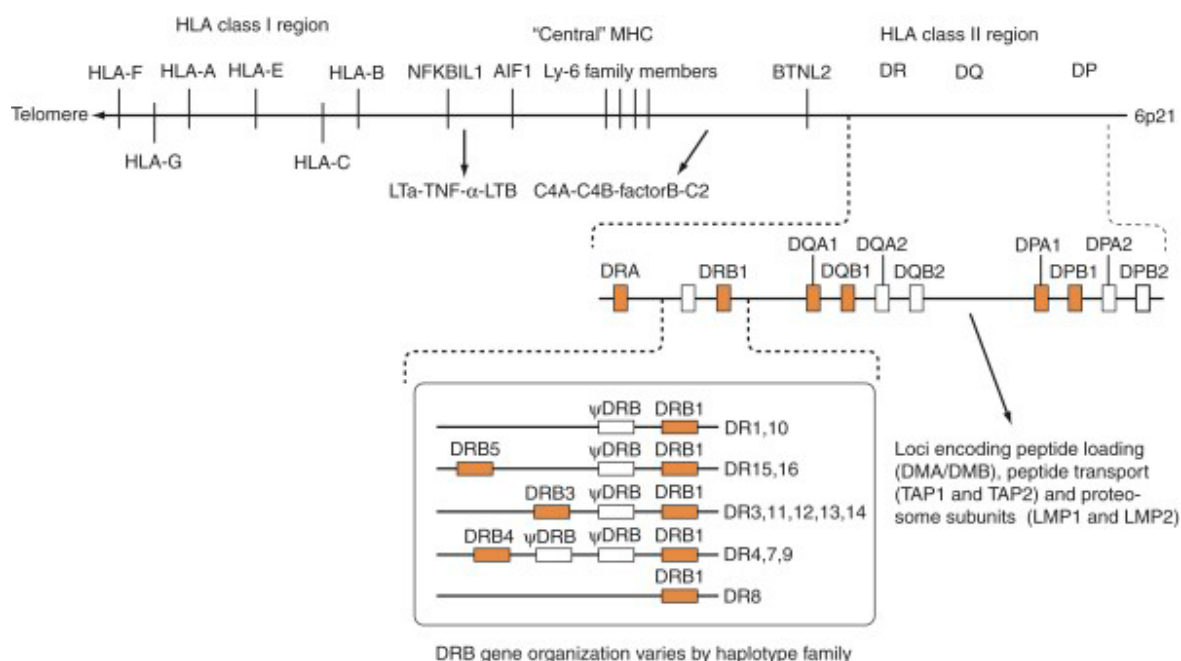 HLA class I region
"Central" MHC
HLA class II region
HLA-F
HLA-A
HLA-E
HLA-B
NFKBIL1
AIF1
Ly-6 family members
BTNL2
DR
DQ
DP
Telomere
6p21
HLA-G
HLA-C
LTa-TNF-α-LTB
C4A-C4B-factorB-C2
DQA1
DQA2
DPA1
DPA2
DRA
DRB1
DQB1
DQB2
DPB1
DPB2
ψDRB DRB1
DR1,10
DRB5 ψDRB DRB1
DR15,16
DRB3 ψDRB DRB1
DR3,11,12,13,14
DRB4 ψDRB ψDRB DRB1
DR4,7,9
DRB1
DR8
Loci encoding peptide loading
(DMA/DMB), peptide transport
(TAP1 and TAP2) and proteo-
some subunits (LMP1 and LMP2)
DRB gene organization varies by haplotype family